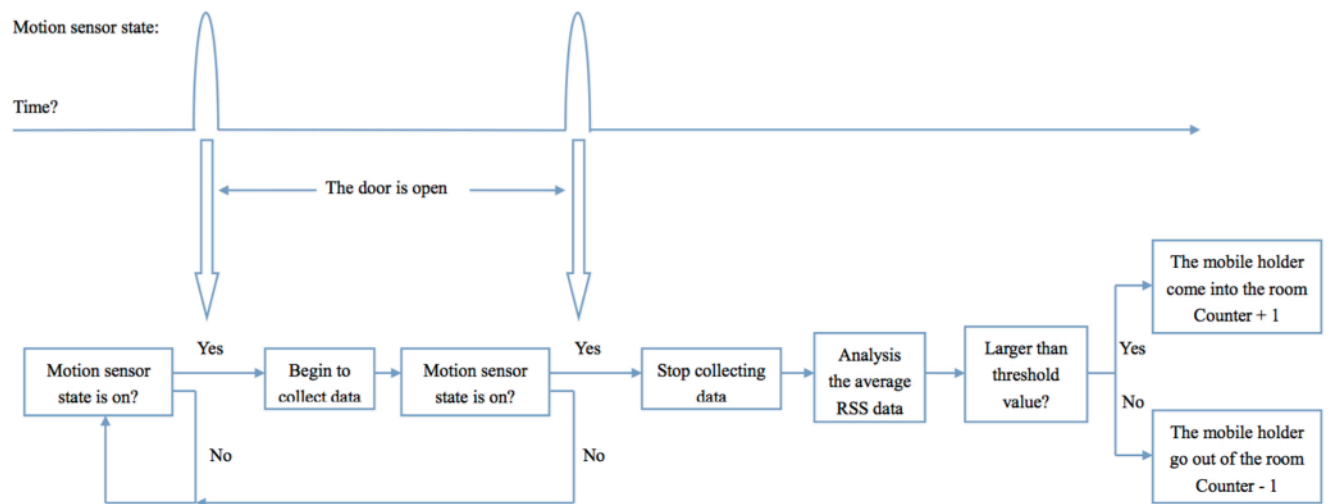 Motion sensor state:
Time?
The door is open
Yes
Yes
Motion sensor
state is on?
No
Begin to
collect data
Motion sensor
state is on?
No
Stop collecting
data
Analysis
the average
RSS data
Larger than
threshold
value?
Yes
No
The mobile holder
come into the room
Counter + 1
The mobile holder
go out of the room
Counter - 1